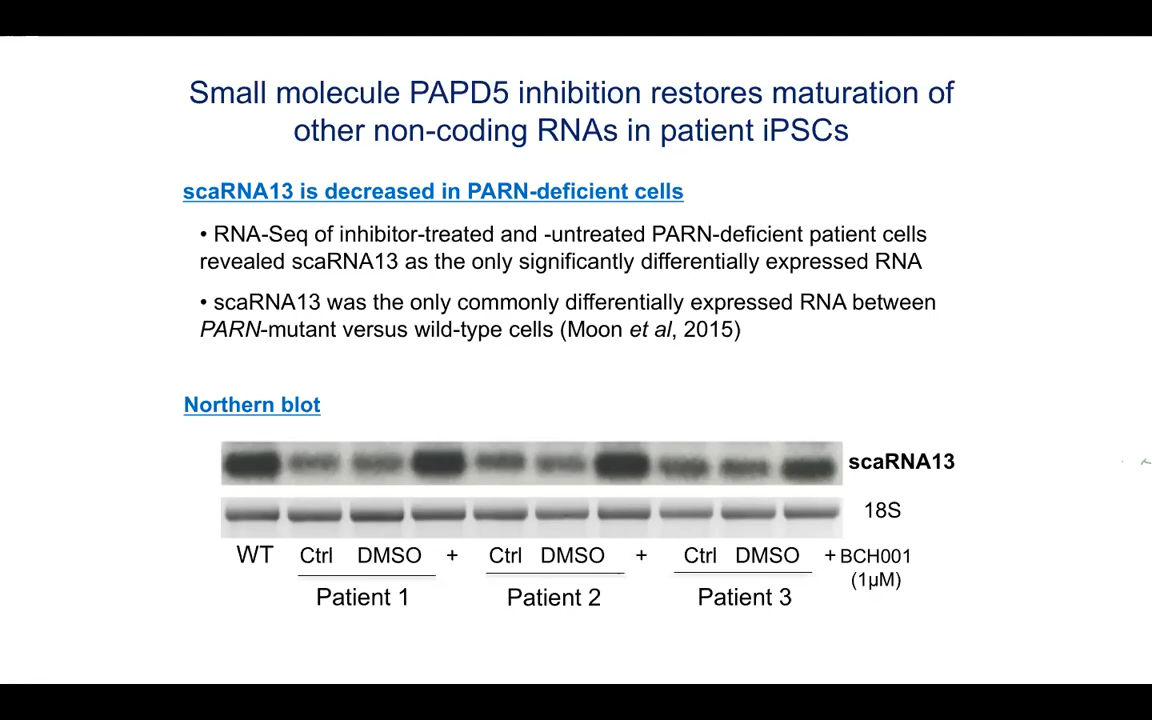 Small molecule PAPD5 inhibition restores maturation of
other non-coding RNAs in patient iPSCs
scaRNA13 is decreased in PARN-deficient cells
• RNA-Seq of inhibitor-treated and -untreated PARN-deficient patient cells
revealed scaRNA13 as the only significantly differentially expressed RNA
• scaRNA13 was the only commonly differentially expressed RNA between
PARN-mutant versus wild-type cells (Moon et al, 2015)
Northern blot
scaRNA13
18S
WT Ctrl DMSO + Ctrl DMSO + Ctrl DMSO + BCH001
(1µM)
Patient 1 Patient 2 Patient 3